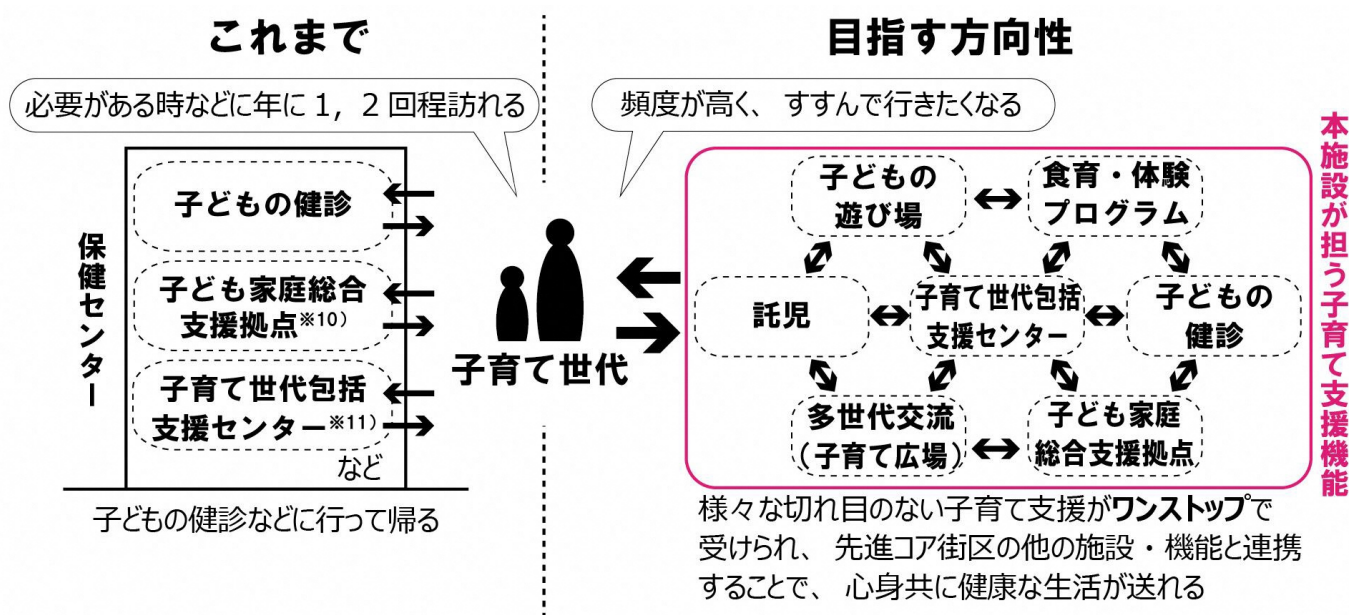 これまで
必要がある時などに年に1,2回程訪れる
保健センター
子どもの健診
子ども家庭総合
支援拠点※10)
子育て世代包括
支援センター※11)
など
子どもの健診などに行って帰る
子育て世代
目指す方向性
頻度が高く、すすんで行きたくなる
子どもの
遊び場
食育・体験
プログラム
託児
子育て世代包括
支援センター
子どもの
健診
多世代交流
(子育て広場)
子ども家庭
総合支援拠点
本施設が担う子育て支援機能
様々な切れ目のない子育て支援がワンストップで
受けられ、先進コア街区の他の施設・機能と連携
することで、心身共に健康な生活が送れる